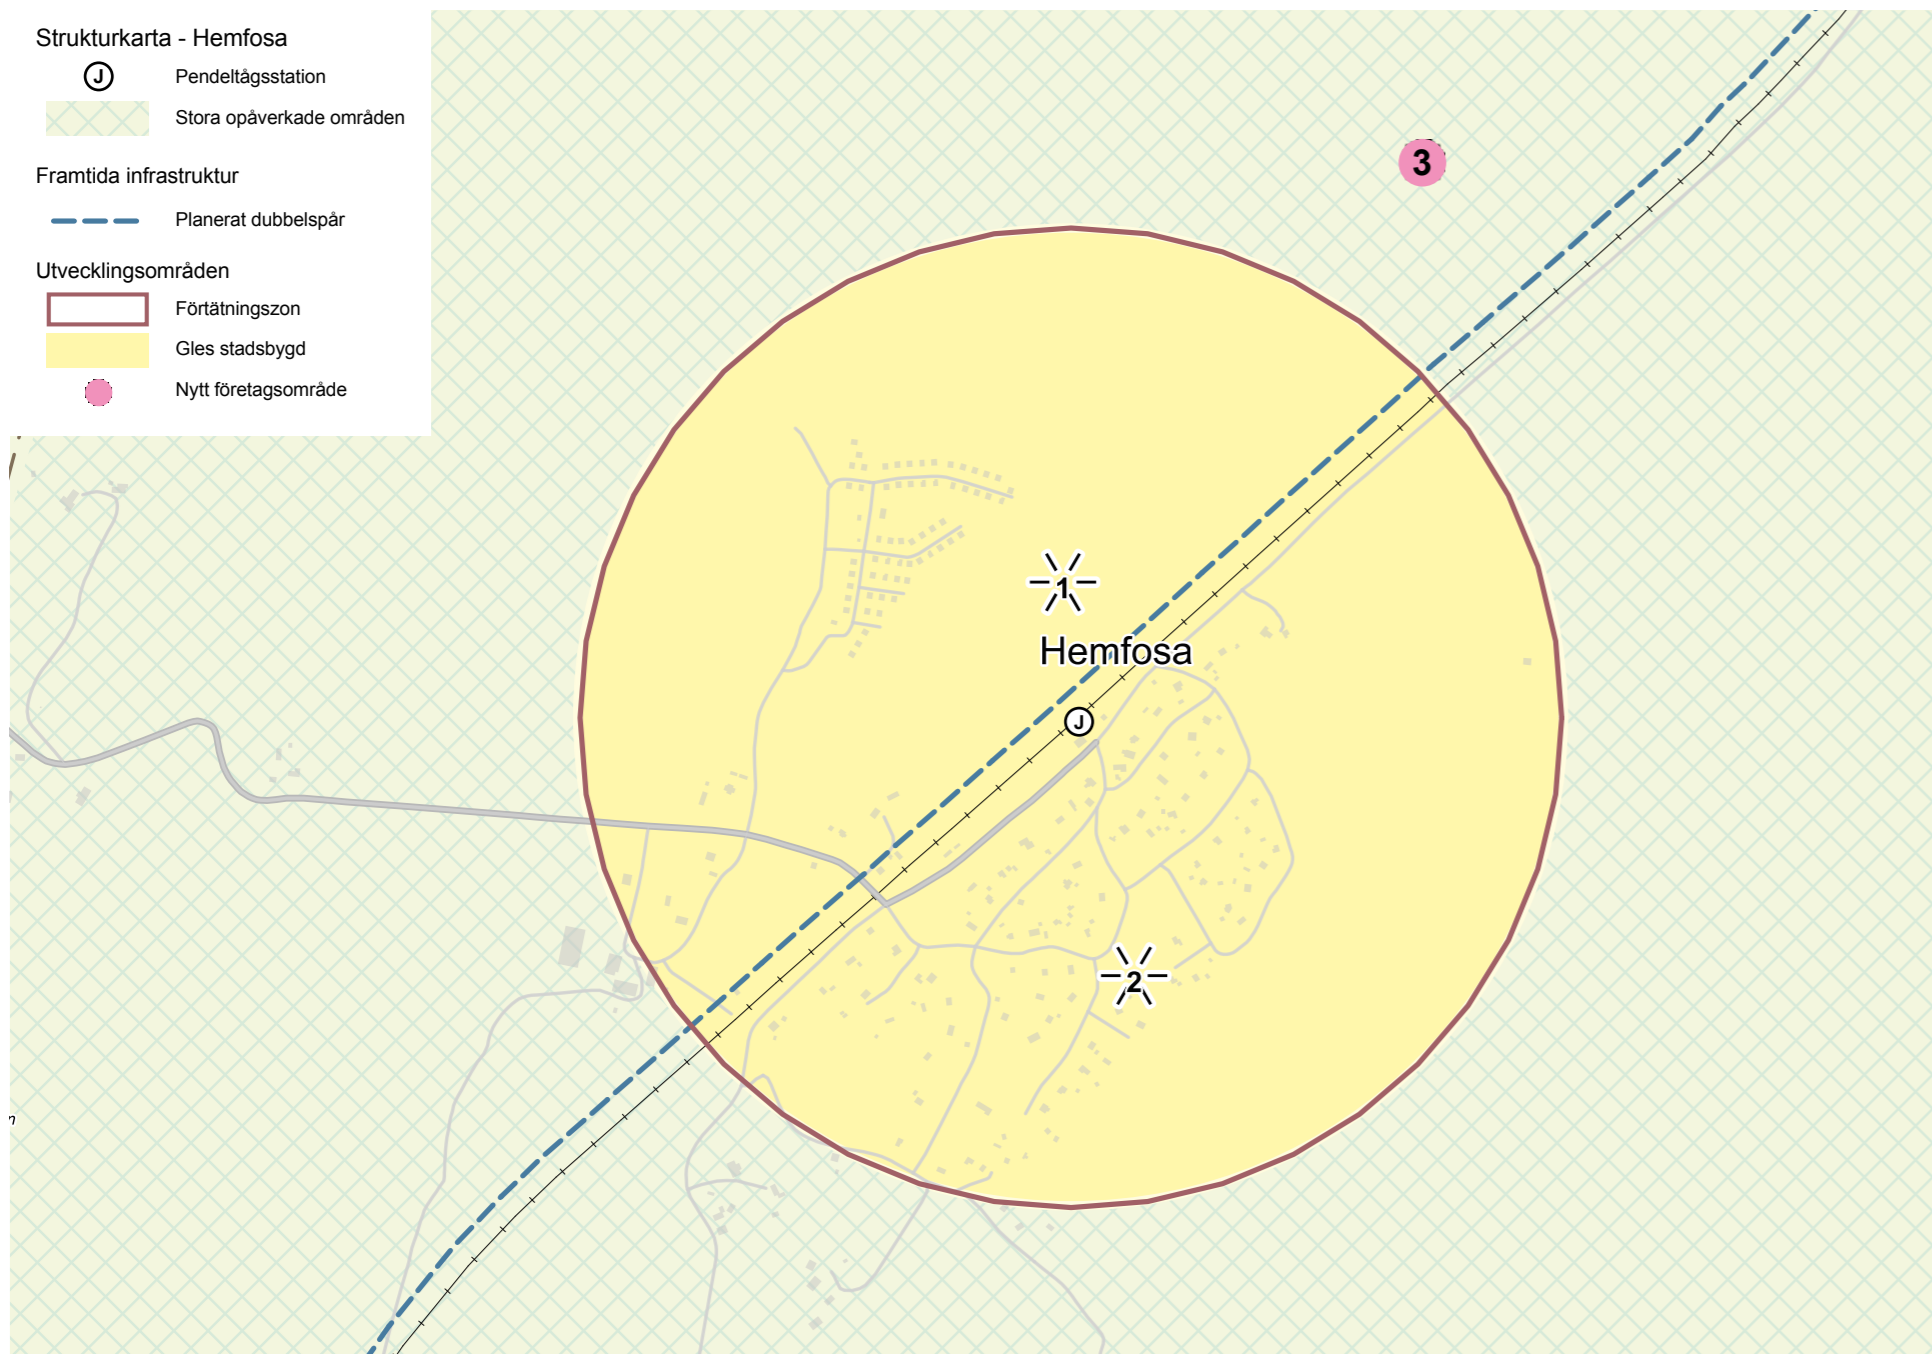 Strukturkarta - Hemfosa
J Pendeltågsstation
Stora opåverkade områden
Framtida infrastruktur
Planerat dubbelspår
Utvecklingsområden
Förtätningszon
Gles stadsbygd
Nytt företagsområde
3
1
Hemfosa
J
2